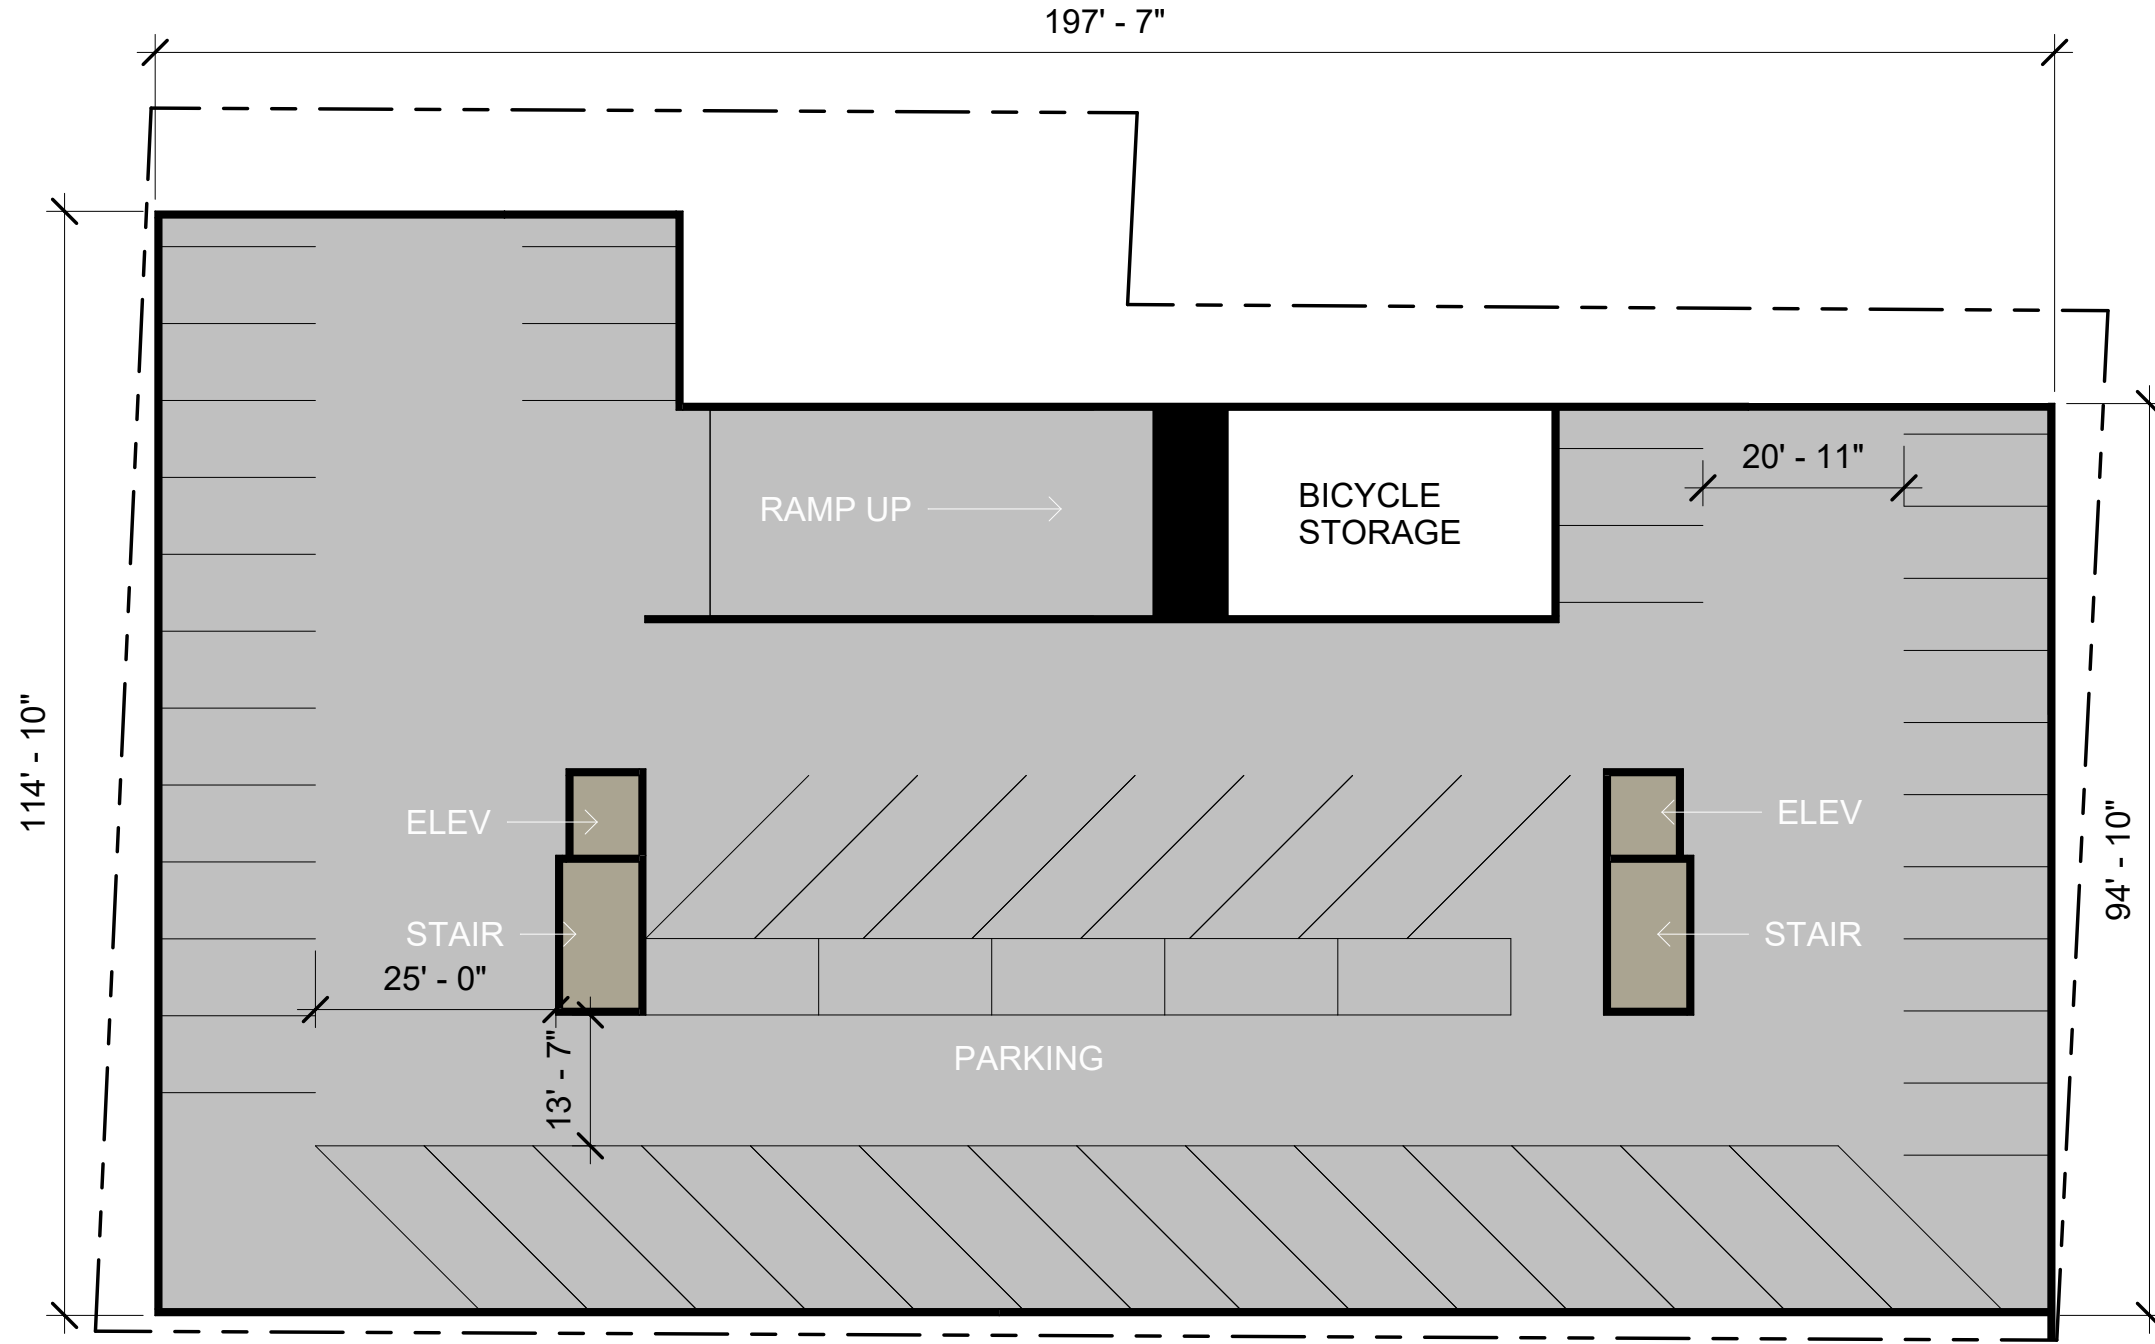 197' - 7"
20' - 11"
BICYCLE
STORAGE
RAMP UP
114' - 10"
94' - 10"
ELEV
ELEV
STAIR
STAIR
25' - 0"
13' - 7"
PARKING